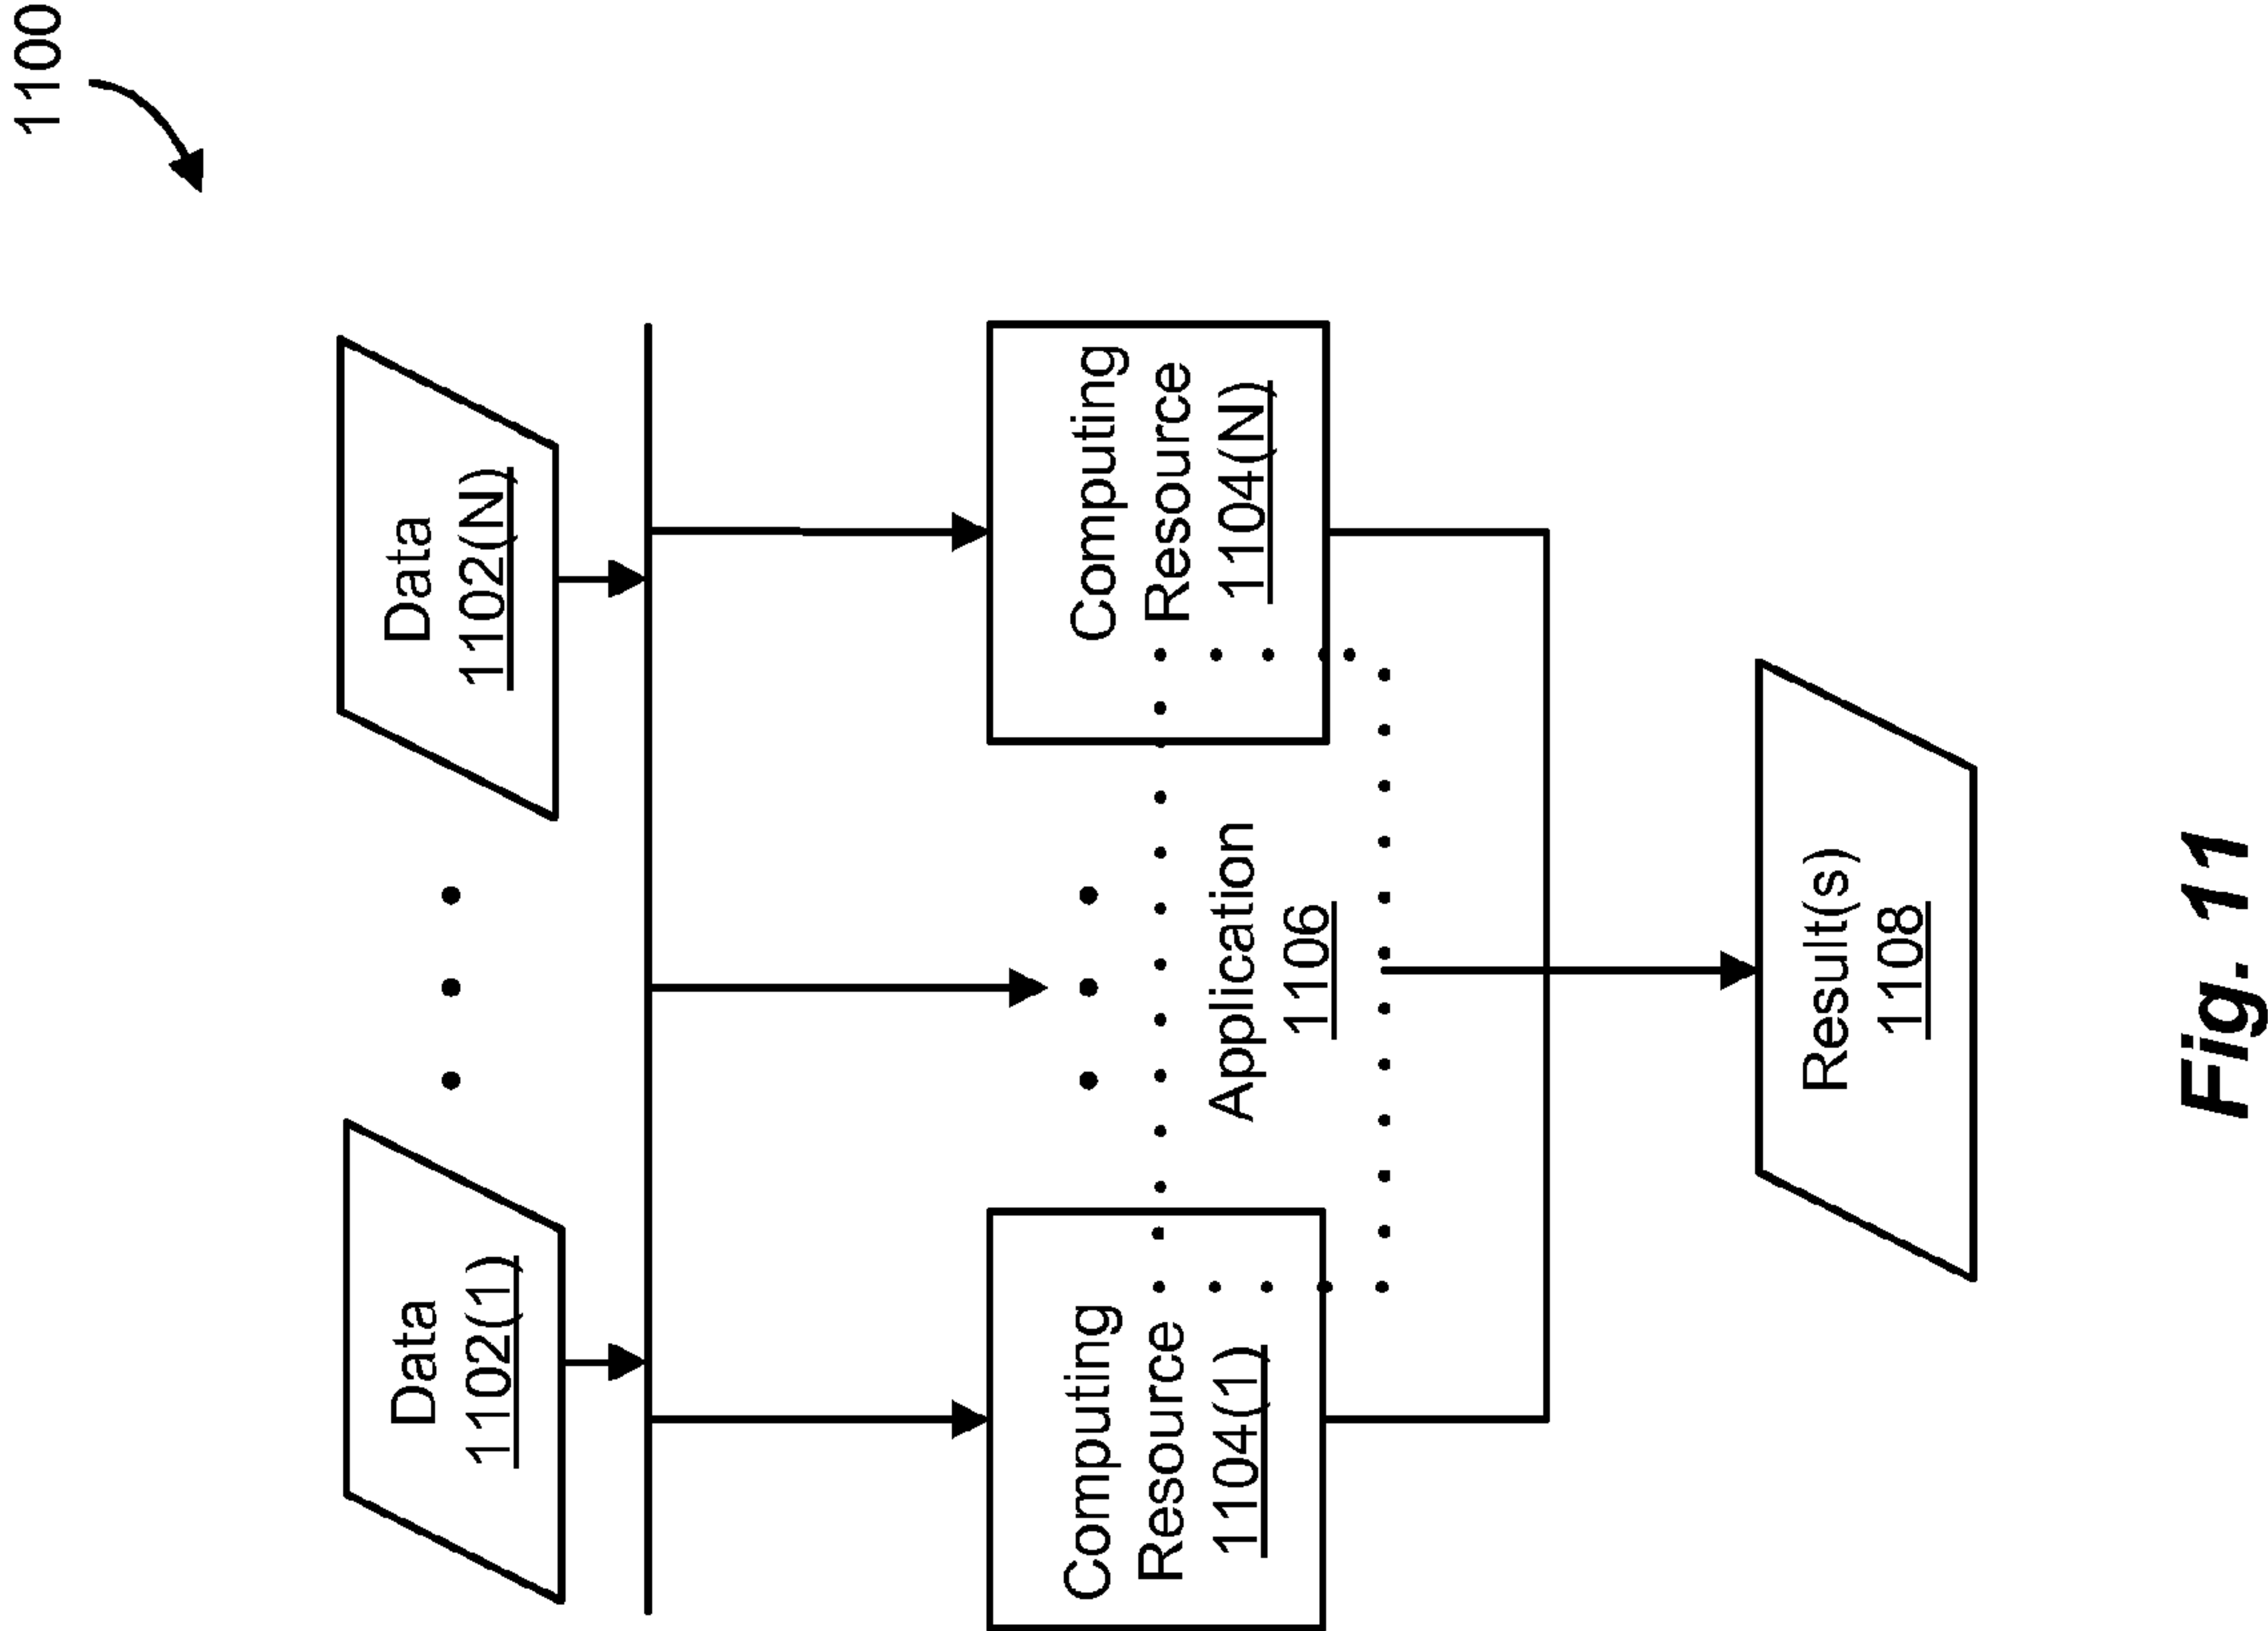 1100
Data
1102(1)
Data
1102(N)
Computing
Resource
1104(1)
Computing
Resource
1104(N)
Application
1106
Result(s)
1108
Fig. 11